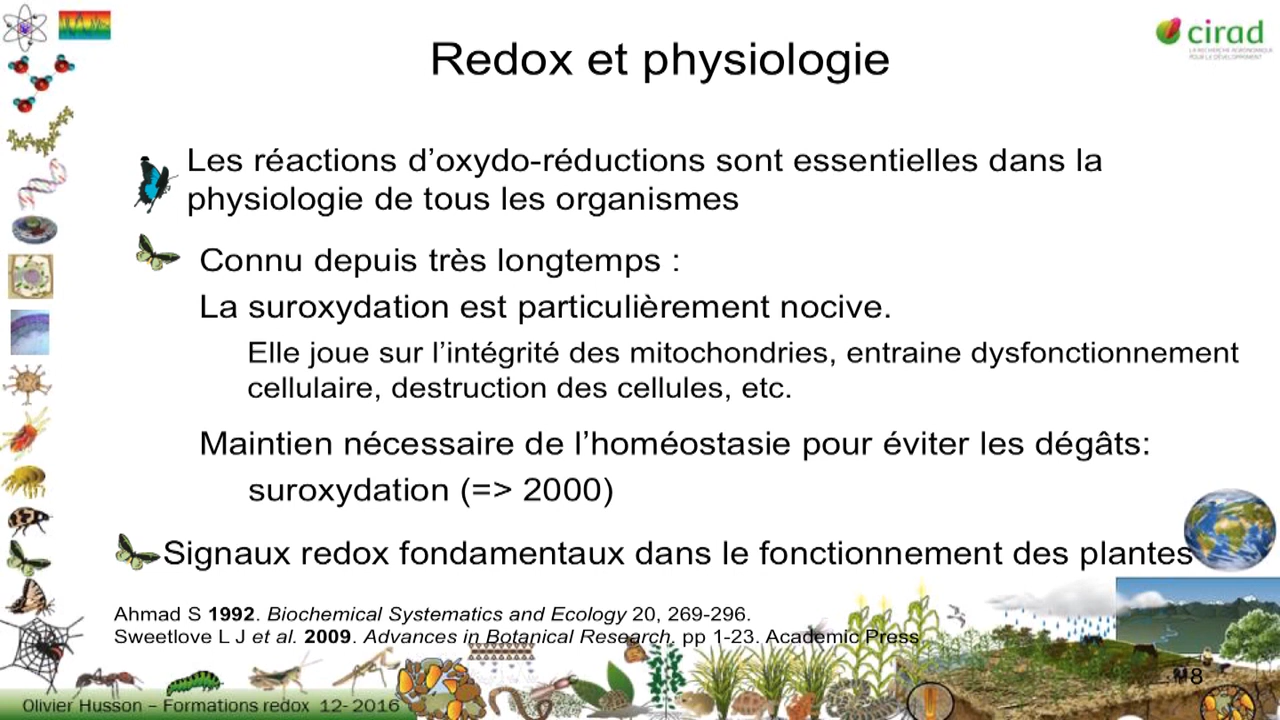 Redox et physiologie
cirad
LA RECHERCHE AGRONOMIQUE
POUR LE DÉVELOPPEMENT
Les réactions d’oxydo-réductions sont essentielles dans la
physiologie de tous les organismes
Connu depuis très longtemps :
La suroxydation est particulièrement nocive.
Elle joue sur l’intégrité des mitochondries, entraine dysfonctionnement
cellulaire, destruction des cellules, etc.
Maintien nécessaire de l’homéostasie pour éviter les dégâts:
suroxydation (=> 2000)
Signaux redox fondamentaux dans le fonctionnement des plantes
Ahmad S 1992. Biochemical Systematics and Ecology 20, 269-296.
Sweetlove L J et al. 2009. Advances in Botanical Research, pp 1-23. Academic Press
Olivier Husson – Formations redox 12- 2016